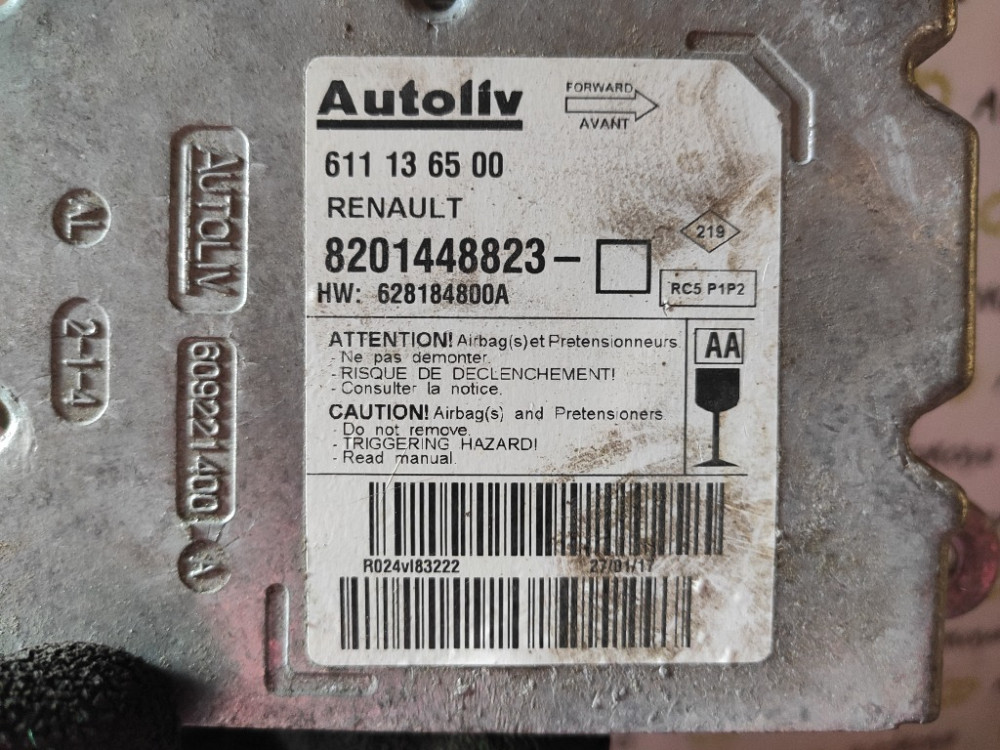 Autoliv
FORWARD
AVANT
611 13 65 00
RENAULT
8201448823-
219
HW: 628184800A
RC5 P1P2
ATTENTION! Airbag(s) et Pretensionneurs.
- Ne pas demonter.
- RISQUE DE DECLENCHEMENT!
- Consulter la notice.
AA
CAUTION! Airbag(s) and Pretensioners
- Do not remove.
- TRIGGERING HAZARD!
- Read manual.
R024vI83222
27/01/17
AUTOLIV
609221400
A
AL
2-1-4